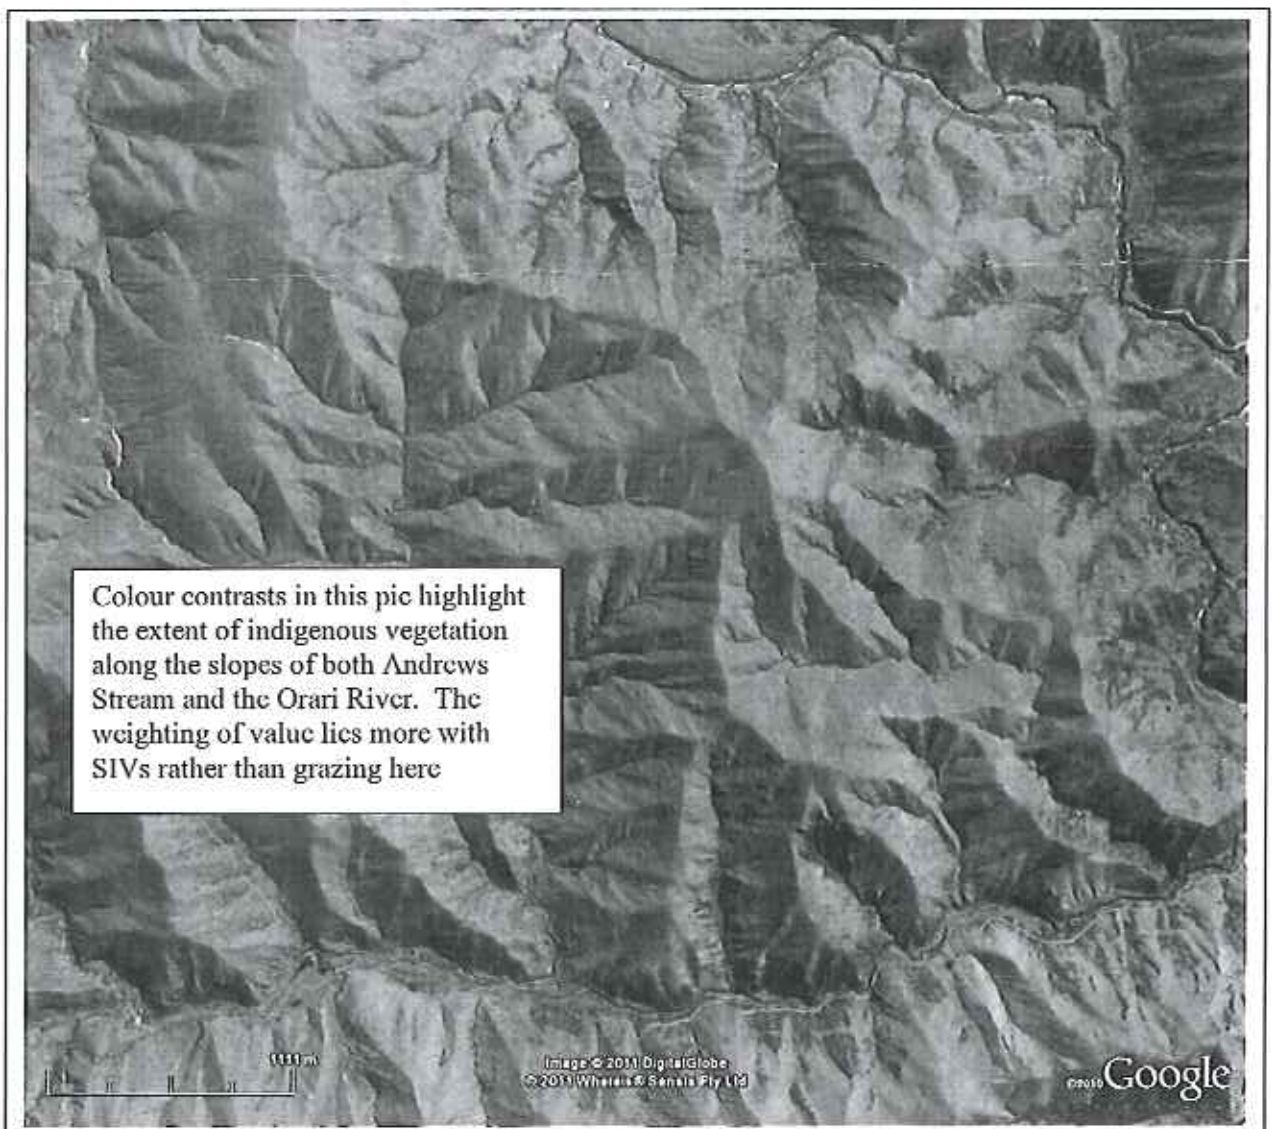 Colour contrasts in this pic highlight
the extent of indigenous vegetation
along the slopes of both Andrews
Stream and the Orari River. The
weighting of value lies more with
SIVs rather than grazing here
1111 m
Image © 2011 DigitalGlobe
© 2011 Whereis® Sensis Pty Ltd
©2010 Google